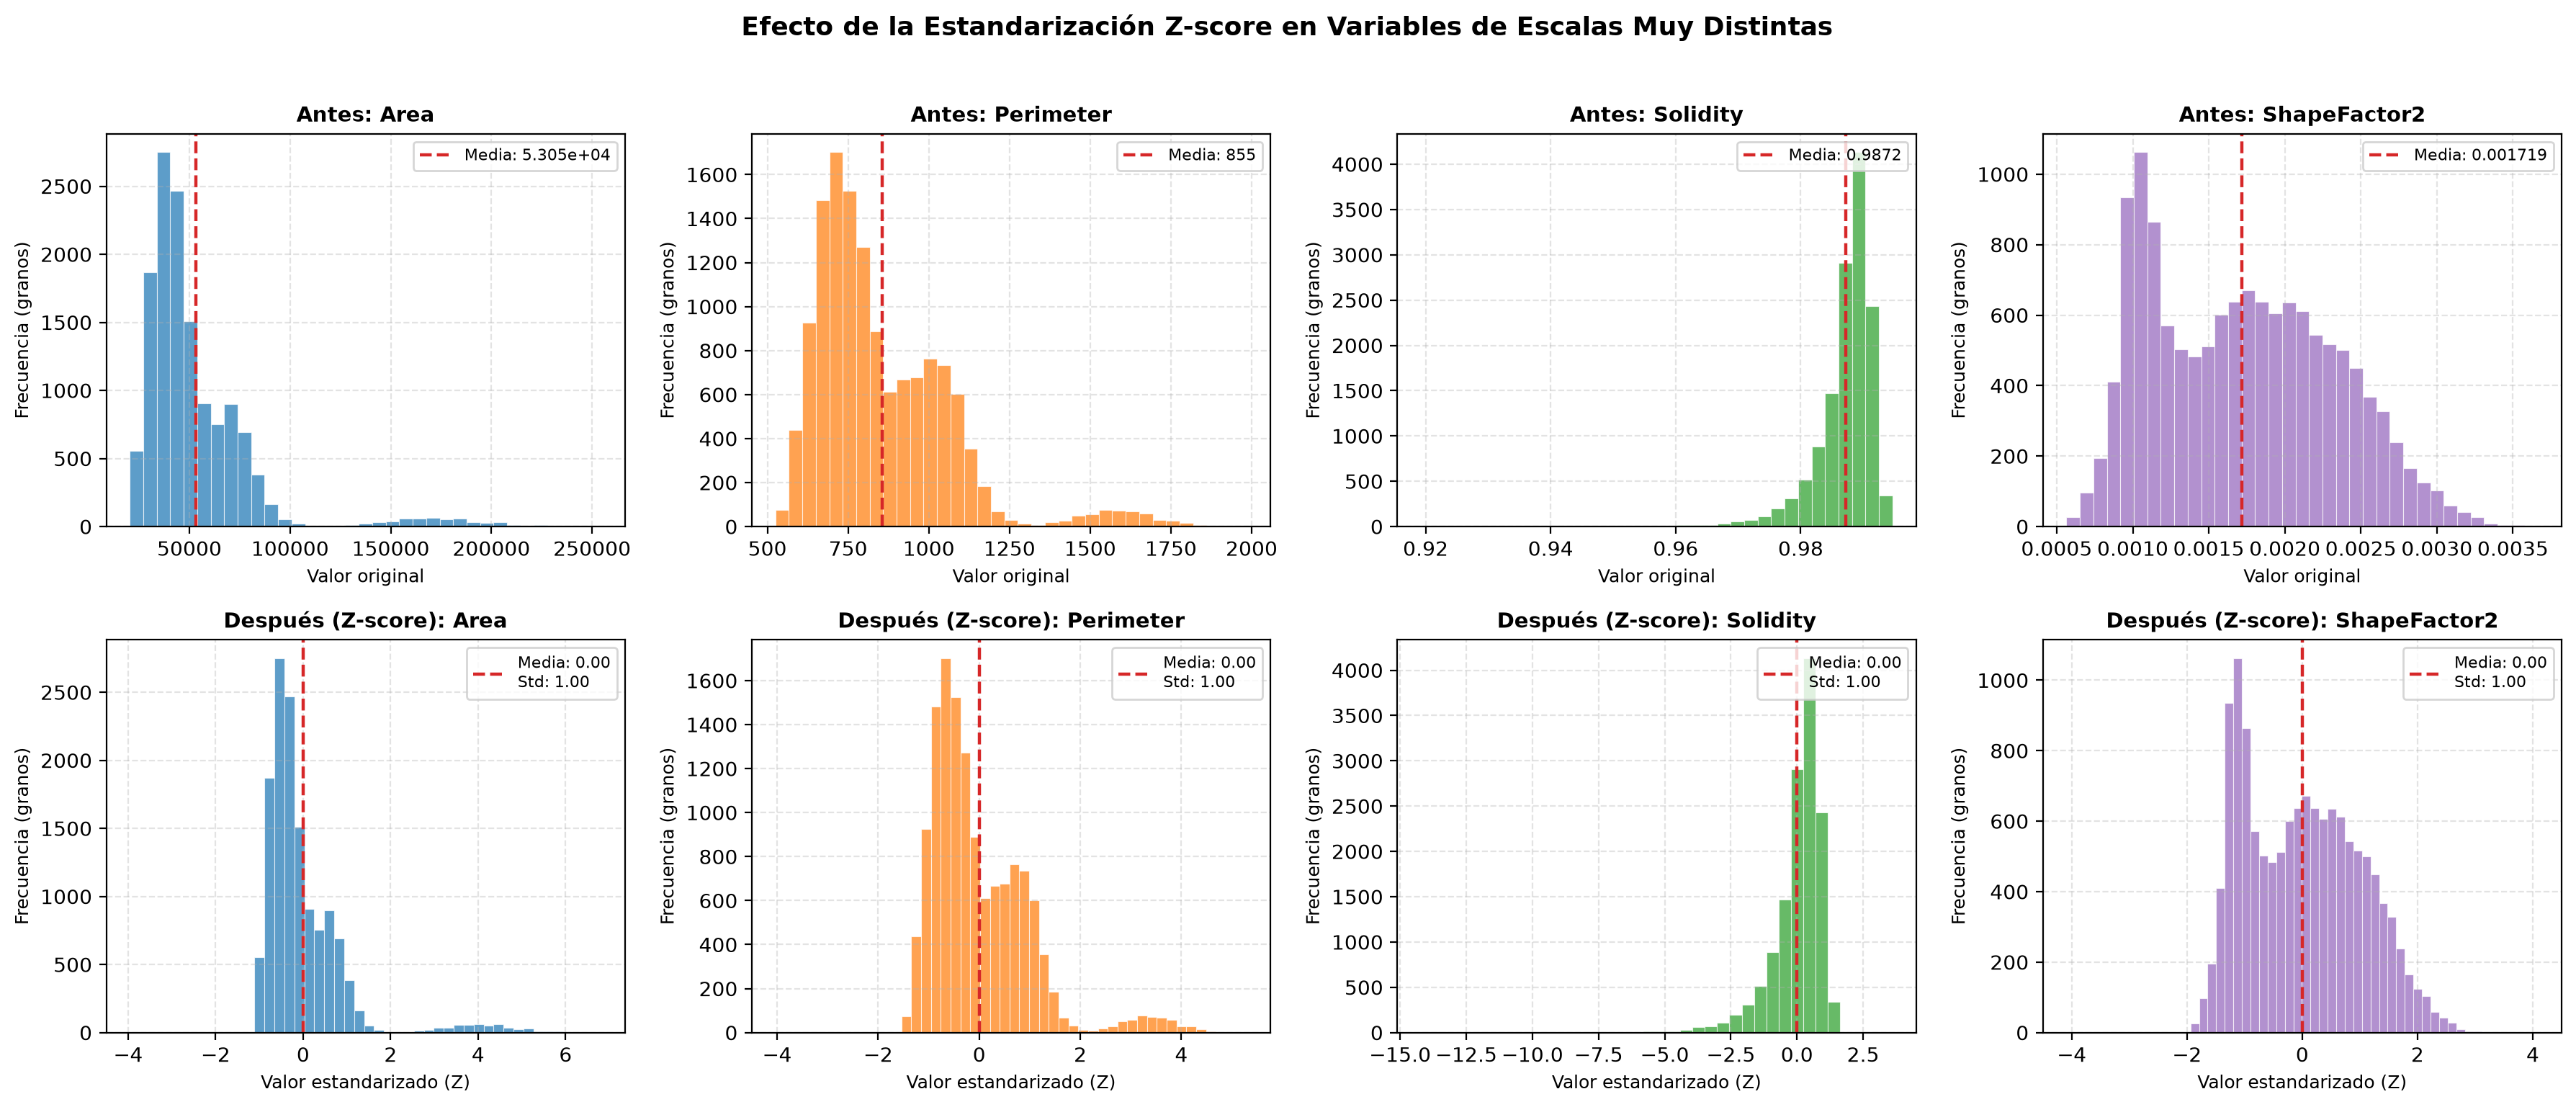 Efecto de la Estandarización Z-score en Variables de Escalas Muy Distintas
Antes: Area
Media: 5.305e+04
Frecuencia (granos)
2500
2000
1500
1000
500
0
50000 100000 150000 200000 250000
Valor original
Antes: Perimeter
Media: 855
Frecuencia (granos)
1600
1400
1200
1000
800
600
400
200
0
500 750 1000 1250 1500 1750 2000
Valor original
Antes: Solidity
Media: 0.9872
Frecuencia (granos)
4000
3500
3000
2500
2000
1500
1000
500
0
0.92 0.94 0.96 0.98
Valor original
Antes: ShapeFactor2
Media: 0.001719
Frecuencia (granos)
1000
800
600
400
200
0
0.0005 0.0010 0.0015 0.0020 0.0025 0.0030 0.0035
Valor original
Después (Z-score): Area
Media: 0.00
Std: 1.00
Frecuencia (granos)
2500
2000
1500
1000
500
0
−4 −2 0 2 4 6
Valor estandarizado (Z)
Después (Z-score): Perimeter
Media: 0.00
Std: 1.00
Frecuencia (granos)
1600
1400
1200
1000
800
600
400
200
0
−4 −2 0 2 4
Valor estandarizado (Z)
Después (Z-score): Solidity
Media: 0.00
Std: 1.00
Frecuencia (granos)
4000
3500
3000
2500
2000
1500
1000
500
0
−15.0 −12.5 −10.0 −7.5 −5.0 −2.5 0.0 2.5
Valor estandarizado (Z)
Después (Z-score): ShapeFactor2
Media: 0.00
Std: 1.00
Frecuencia (granos)
1000
800
600
400
200
0
−4 −2 0 2 4
Valor estandarizado (Z)